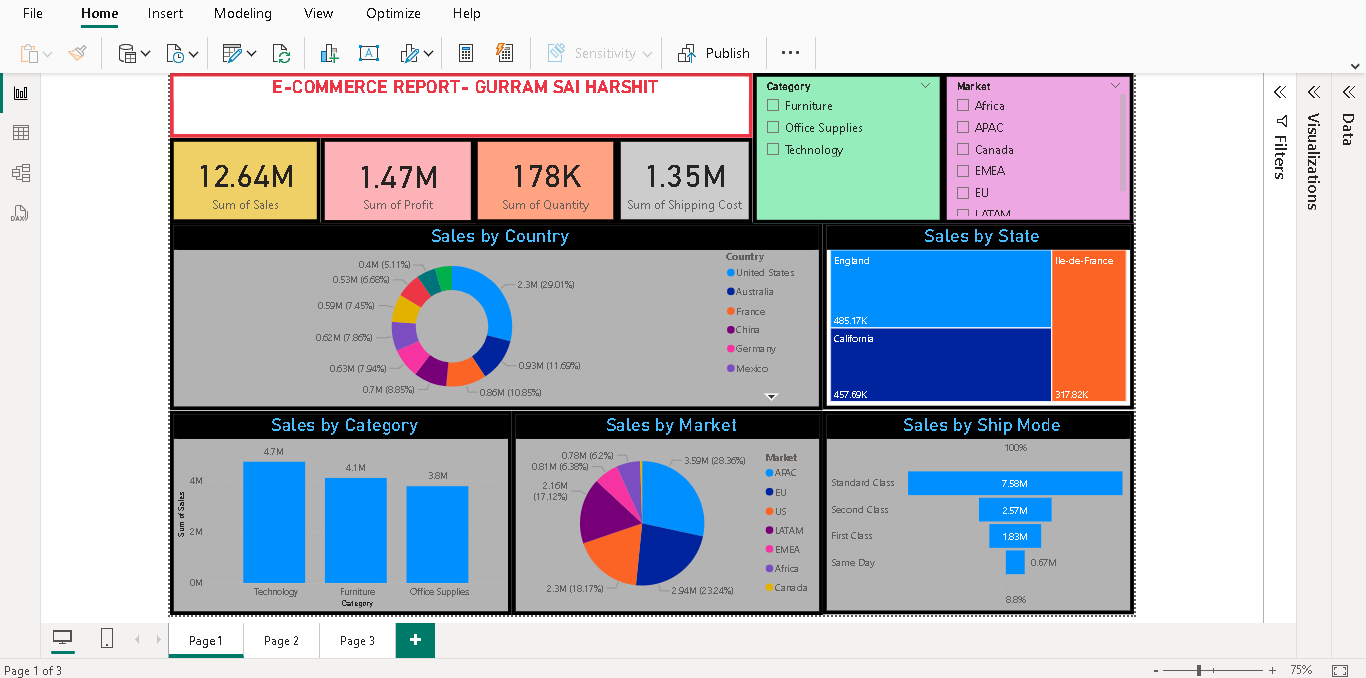 File Home Insert Modeling View Optimize Help
Sensitivity Publish
E-COMMERCE REPORT- GURRAM SAI HARSHIT
12.64M
Sum of Sales
1.47M
Sum of Profit
178K
Sum of Quantity
1.35M
Sum of Shipping Cost
Category
Furniture
Office Supplies
Technology
Market
Africa
APAC
Canada
EMEA
EU
LATAM
Filters
Visualizations
Data
DAX
Sales by Country
0.4M (5.11%)
0.53M (6.68%)
0.59M (7.45%)
0.62M (7.86%)
0.63M (7.94%)
0.7M (8.85%)
2.3M (29.01%)
0.93M (11.69%)
0.86M (10.85%)
Country
United States
Australia
France
China
Germany
Mexico
Sales by State
England
485.17K
California
457.69K
Ile-de-France
317.82K
Sales by Category
Sum of Sales
4M
2M
0M
4.7M
4.1M
3.8M
Technology Furniture Office Supplies
Category
Sales by Market
0.78M (6.2%)
0.81M (6.38%)
2.16M
(17.12%)
2.3M (18.17%)
3.59M (28.36%)
2.94M (23.24%)
Market
APAC
EU
US
LATAM
EMEA
Africa
Canada
Sales by Ship Mode
100%
Standard Class 7.58M
Second Class 2.57M
First Class 1.83M
Same Day 0.67M
8.8%
Page 1 Page 2 Page 3
Page 1 of 3
- + 75%